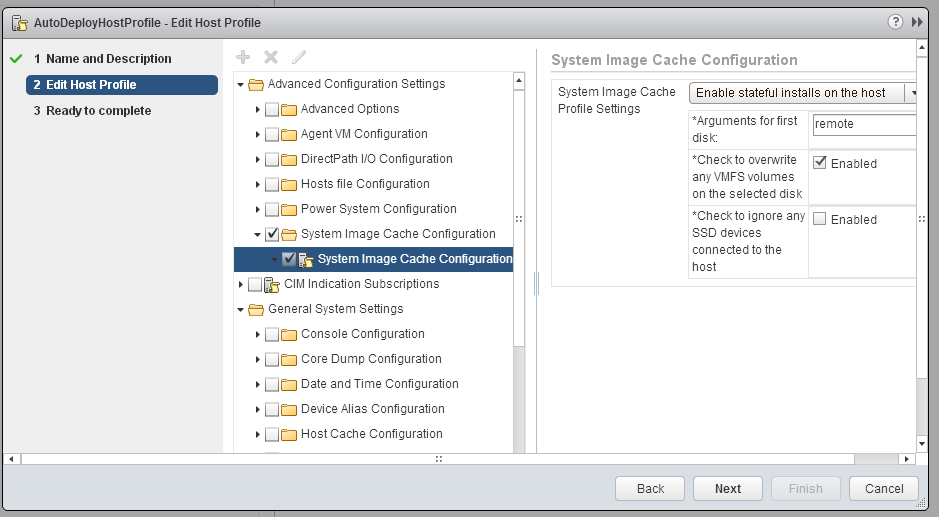 AutoDeployHostProfile - Edit Host Profile
?
1 Name and Description
2 Edit Host Profile
3 Ready to complete
Advanced Configuration Settings
Advanced Options
Agent VM Configuration
DirectPath I/O Configuration
Hosts file Configuration
Power System Configuration
System Image Cache Configuration
System Image Cache Configuration
CIM Indication Subscriptions
General System Settings
Console Configuration
Core Dump Configuration
Date and Time Configuration
Device Alias Configuration
Host Cache Configuration
System Image Cache Configuration
System Image Cache
Profile Settings
Enable stateful installs on the host
*Arguments for first
disk:
remote
*Check to overwrite
any VMFS volumes
on the selected disk
Enabled
*Check to ignore any
SSD devices
connected to the
host
Enabled
Back
Next
Finish
Cancel